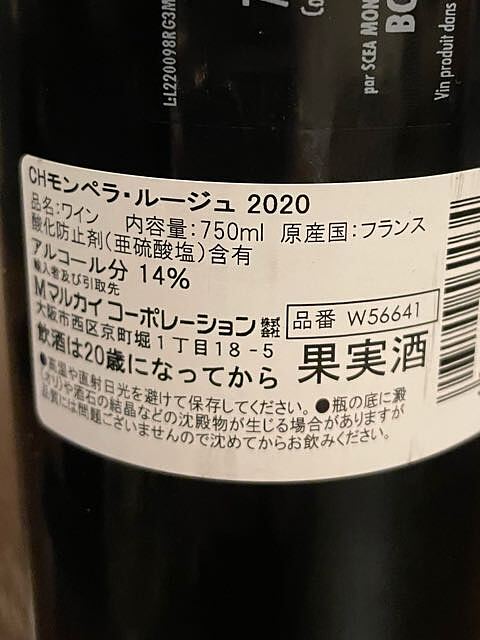 L:L220098RG3M
par SCEA MON
BO
Vin produit dans
CHモンペラ・ルージュ 2020
品名:ワイン 内容量:750ml 原産国:フランス
酸化防止剤(亜硫酸塩)含有
アルコール分 14%
輸入者及び引取先
Mマルカイコーポレーション株式会社
大阪市西区京町堀1丁目18-5
品番 W56641
飲酒は20歳になってから
果実酒
●高温や直射日光を避けて保存してください。●瓶の底に澱
(オリ)や酒石の結晶などの沈殿物が生じる場合がありますが
品質には問題ございませんので沈めてからお飲みください。